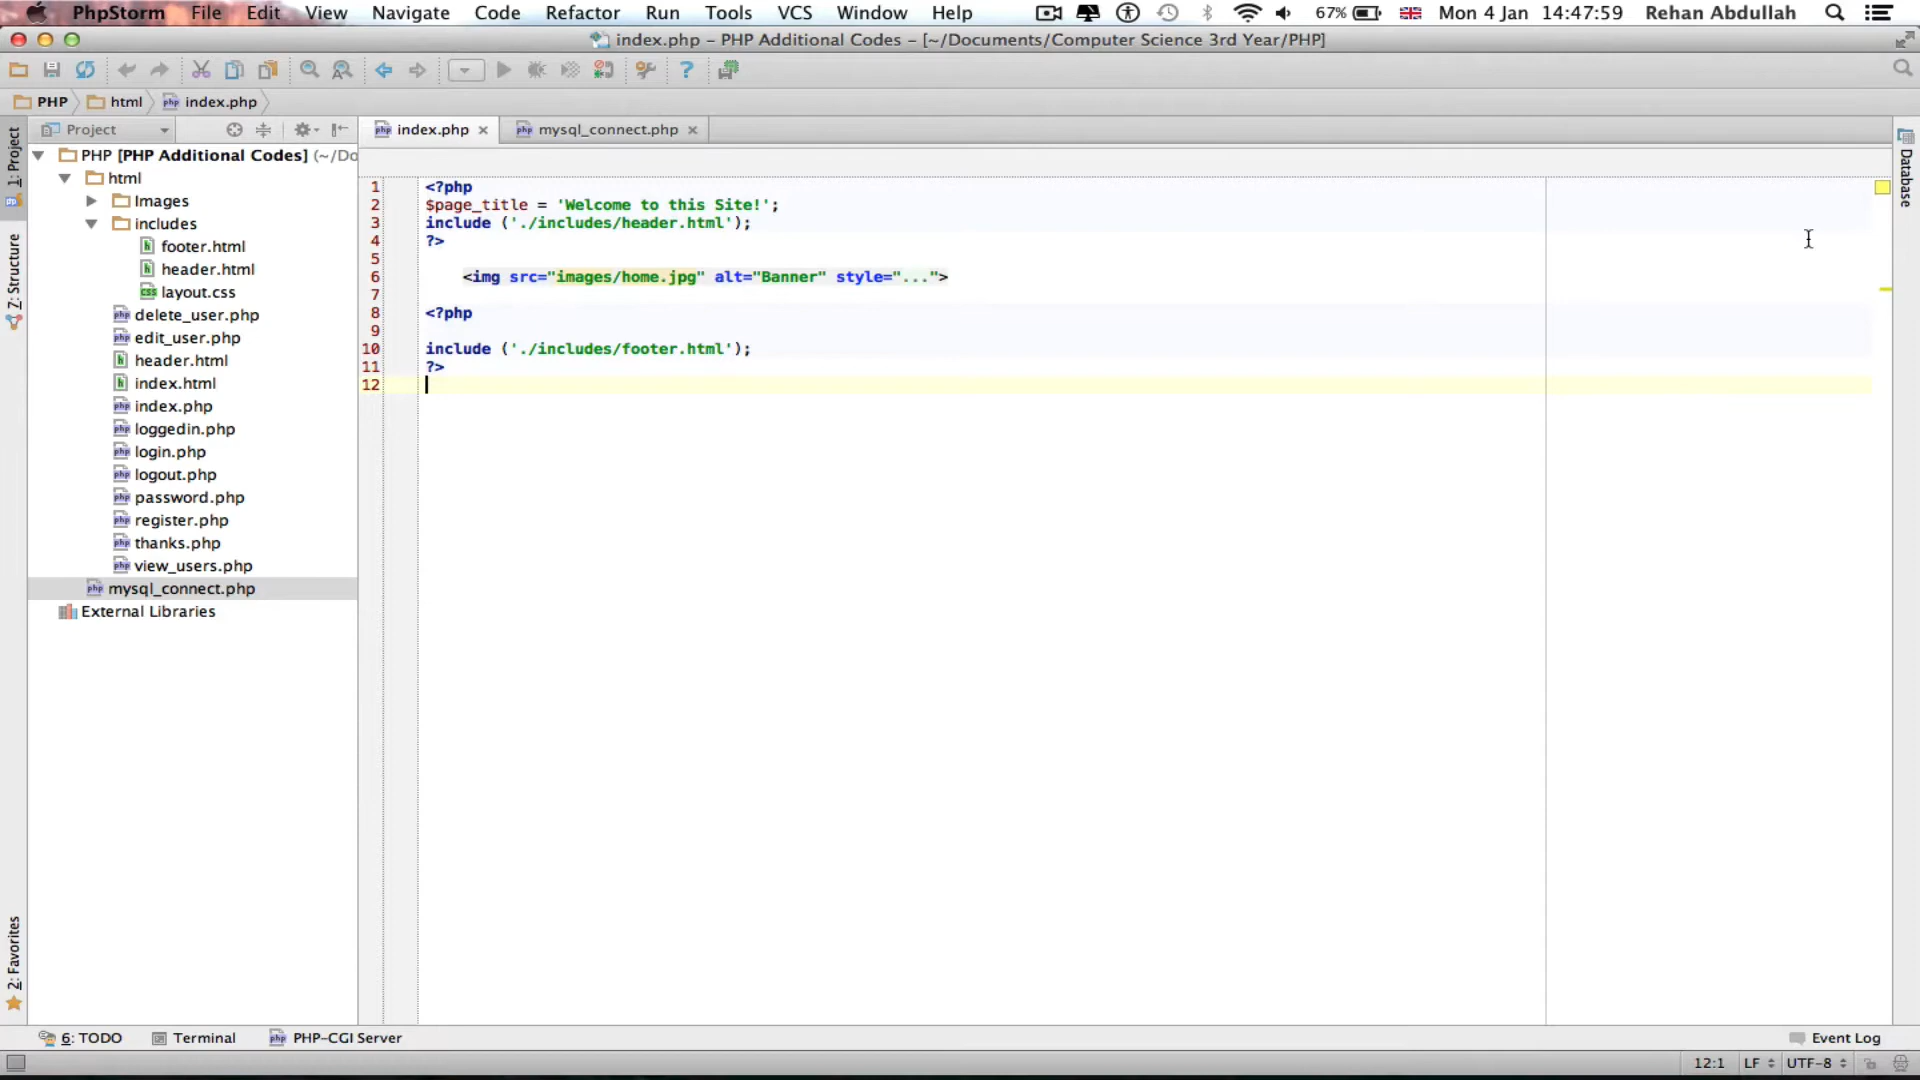 PhpStorm File Edit View Navigate Code Refactor Run Tools VCS Window Help 67% Mon 4 Jan 14:47:59 Rehan Abdullah
index.php – PHP Additional Codes – [~/Documents/Computer Science 3rd Year/PHP]
PHP html php index.php
1: Project
Z: Structure
2: Favorites
Project
PHP [PHP Additional Codes] (~/Do
html
Images
includes
footer.html
header.html
layout.css
delete_user.php
edit_user.php
header.html
index.html
index.php
loggedin.php
login.php
logout.php
password.php
register.php
thanks.php
view_users.php
mysql_connect.php
External Libraries
index.php mysql_connect.php
1 <?php
2 $page_title = 'Welcome to this Site!';
3 include ('./includes/header.html');
4 ?>
5
6 <img src="images/home.jpg" alt="Banner" style="...">
7
8 <?php
9
10 include ('./includes/footer.html');
11 ?>
12
Database
6: TODO Terminal PHP-CGI Server Event Log
12:1 LF UTF-8